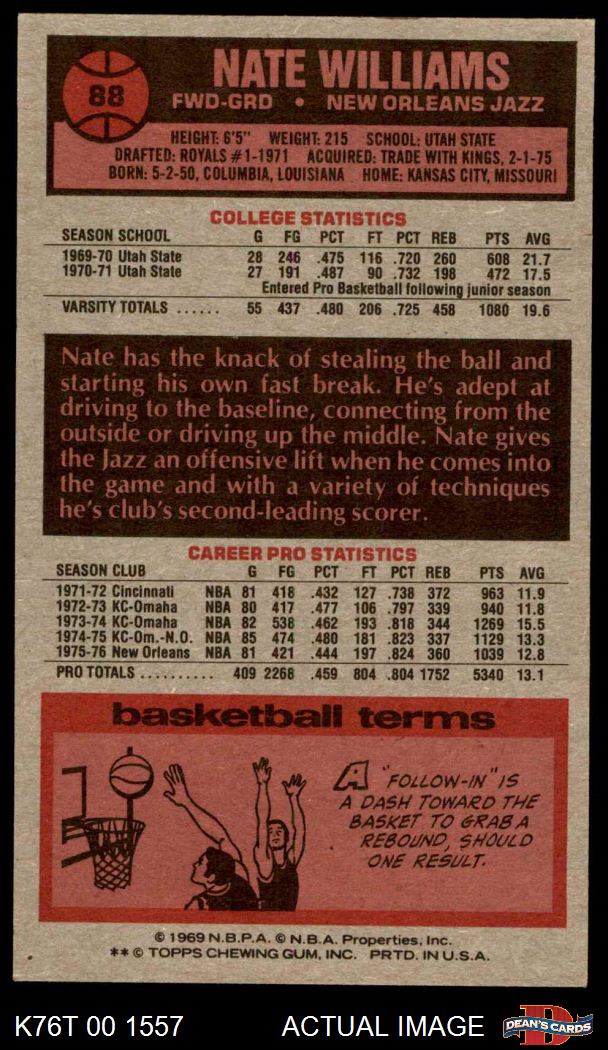 88
NATE WILLIAMS
FWD-GRD • NEW ORLEANS JAZZ
HEIGHT: 6'5" WEIGHT: 215 SCHOOL: UTAH STATE
DRAFTED: ROYALS #1-1971 ACQUIRED: TRADE WITH KINGS, 2-1-75
BORN: 5-2-50, COLUMBIA, LOUISIANA HOME: KANSAS CITY, MISSOURI
COLLEGE STATISTICS
SEASON SCHOOL G FG PCT FT PCT REB PTS AVG
1969-70 Utah State 28 246 .475 116 .720 260 608 21.7
1970-71 Utah State 27 191 .487 90 .732 198 472 17.5
Entered Pro Basketball following junior season
VARSITY TOTALS ...... 55 437 .480 206 .725 458 1080 19.6
Nate has the knack of stealing the ball and
starting his own fast break. He's adept at
driving to the baseline, connecting from the
outside or driving up the middle. Nate gives
the Jazz an offensive lift when he comes into
the game and with a variety of techniques
he's club's second-leading scorer.
CAREER PRO STATISTICS
SEASON CLUB G FG PCT FT PCT REB PTS AVG
1971-72 Cincinnati NBA 81 418 .432 127 .738 372 963 11.9
1972-73 KC-Omaha NBA 80 417 .477 106 .797 339 940 11.8
1973-74 KC-Omaha NBA 82 538 .462 193 .818 344 1269 15.5
1974-75 KC-Om.-N.O. NBA 85 474 .480 181 .823 337 1129 13.3
1975-76 New Orleans NBA 81 421 .444 197 .824 360 1039 12.8
PRO TOTALS .......... 409 2268 .459 804 .804 1752 5340 13.1
basketball terms
A "FOLLOW-IN" IS
A DASH TOWARD THE
BASKET TO GRAB A
REBOUND, SHOULD
ONE RESULT.
© 1969 N.B.P.A. © N.B.A. Properties, Inc.
** © TOPPS CHEWING GUM, INC. PRTD. IN U.S.A.
K76T 00 1557 ACTUAL IMAGE D DEAN'S CARDS